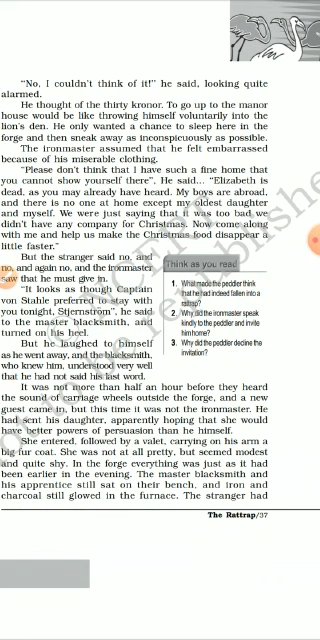 "No, I couldn't think of it!" he said, looking quite
alarmed.
He thought of the thirty kronor. To go up to the manor
house would be like throwing himself voluntarily into the
lion's den. He only wanted a chance to sleep here in the
forge and then sneak away as inconspicuously as possible.
The ironmaster assumed that he felt embarrassed
because of his miserable clothing.
"Please don't think that I have such a fine home that
you cannot show yourself there", He said... "Elizabeth is
dead, as you may already have heard. My boys are abroad,
and there is no one at home except my oldest daughter
and myself. We were just saying that it was too bad we
didn't have any company for Christmas. Now come along
with me and help us make the Christmas food disappear a
little faster."
But the stranger said no, and
no, and again no, and the ironmaster
saw that he must give in.
"It looks as though Captain
von Stahle preferred to stay with
you tonight, Stjernström", he said
to the master blacksmith, and
turned on his heel.
But he laughed to himself
as he went away, and the blacksmith,
who knew him, understood very well
that he had not said his last word.
Think as you read
1. What made the peddler think
that he had indeed fallen into a
rattrap?
2. Why did the ironmaster speak
kindly to the peddler and invite
him home?
3. Why did the peddler decline the
invitation?
It was not more than half an hour before they heard
the sound of carriage wheels outside the forge, and a new
guest came in, but this time it was not the ironmaster. He
had sent his daughter, apparently hoping that she would
have better powers of persuasion than he himself.
She entered, followed by a valet, carrying on his arm a
big fur coat. She was not at all pretty, but seemed modest
and quite shy. In the forge everything was just as it had
been earlier in the evening. The master blacksmith and
his apprentice still sat on their bench, and iron and
charcoal still glowed in the furnace. The stranger had
The Rattrap/37